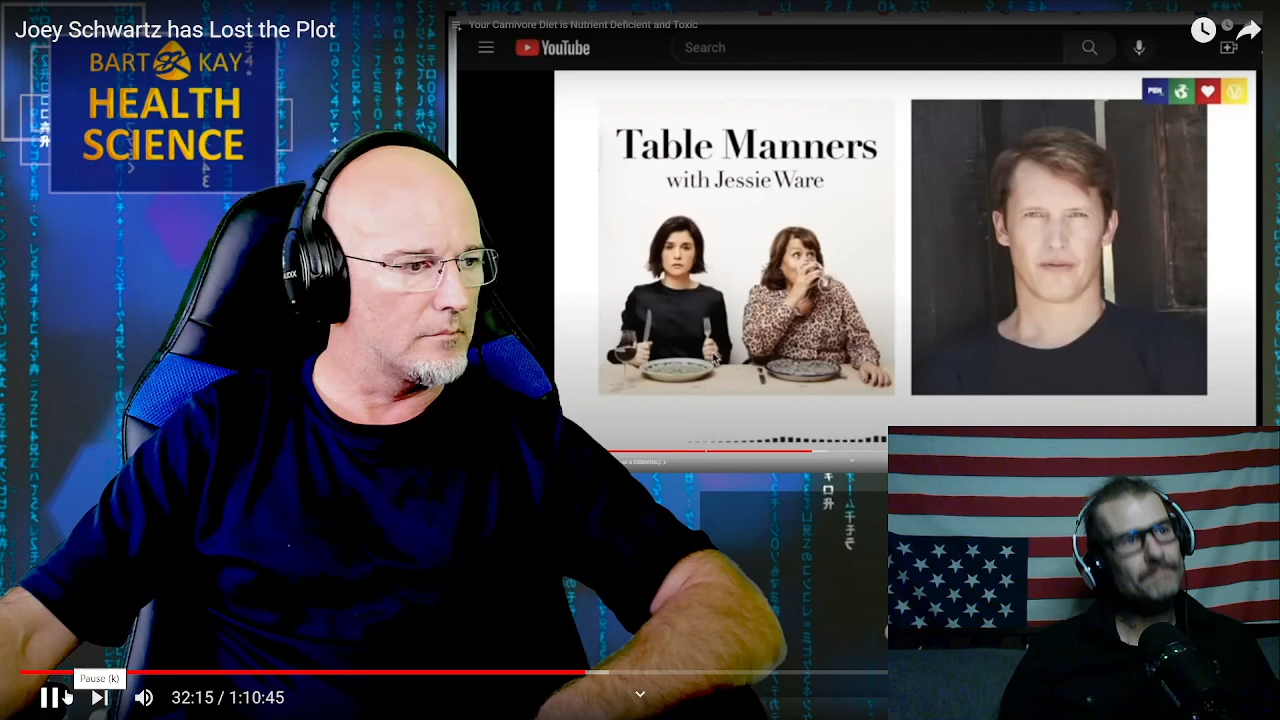 Joey Schwartz has Lost the Plot
Your Carnivore Diet is Nutrient Deficient and Toxic
YouTube
Search
BART KAY
HEALTH
SCIENCE
PBN
Table Manners
with Jessie Ware
Pause (k)
32:15 / 1:10:45